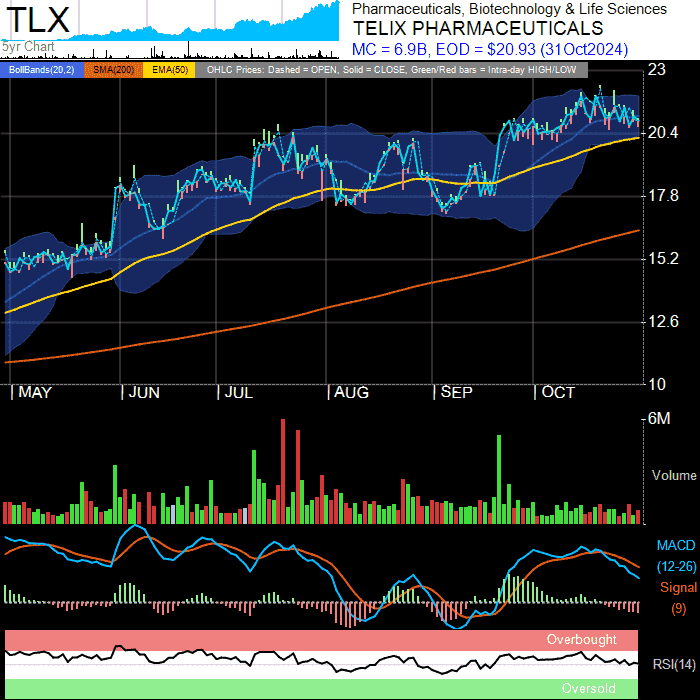 TLX
5yr Chart
Pharmaceuticals, Biotechnology & Life Sciences
TELIX PHARMACEUTICALS
MC = 6.9B, EOD = $20.93 (31Oct2024)
BollBands(20,2) SMA(200) EMA(50) OHLC Prices: Dashed = OPEN, Solid = CLOSE, Green/Red bars = Intra-day HIGH/LOW
23
20.4
17.8
15.2
12.6
10
MAY JUN JUL AUG SEP OCT
6M
Volume
MACD
(12-26)
Signal
(9)
Overbought
RSI(14)
Oversold